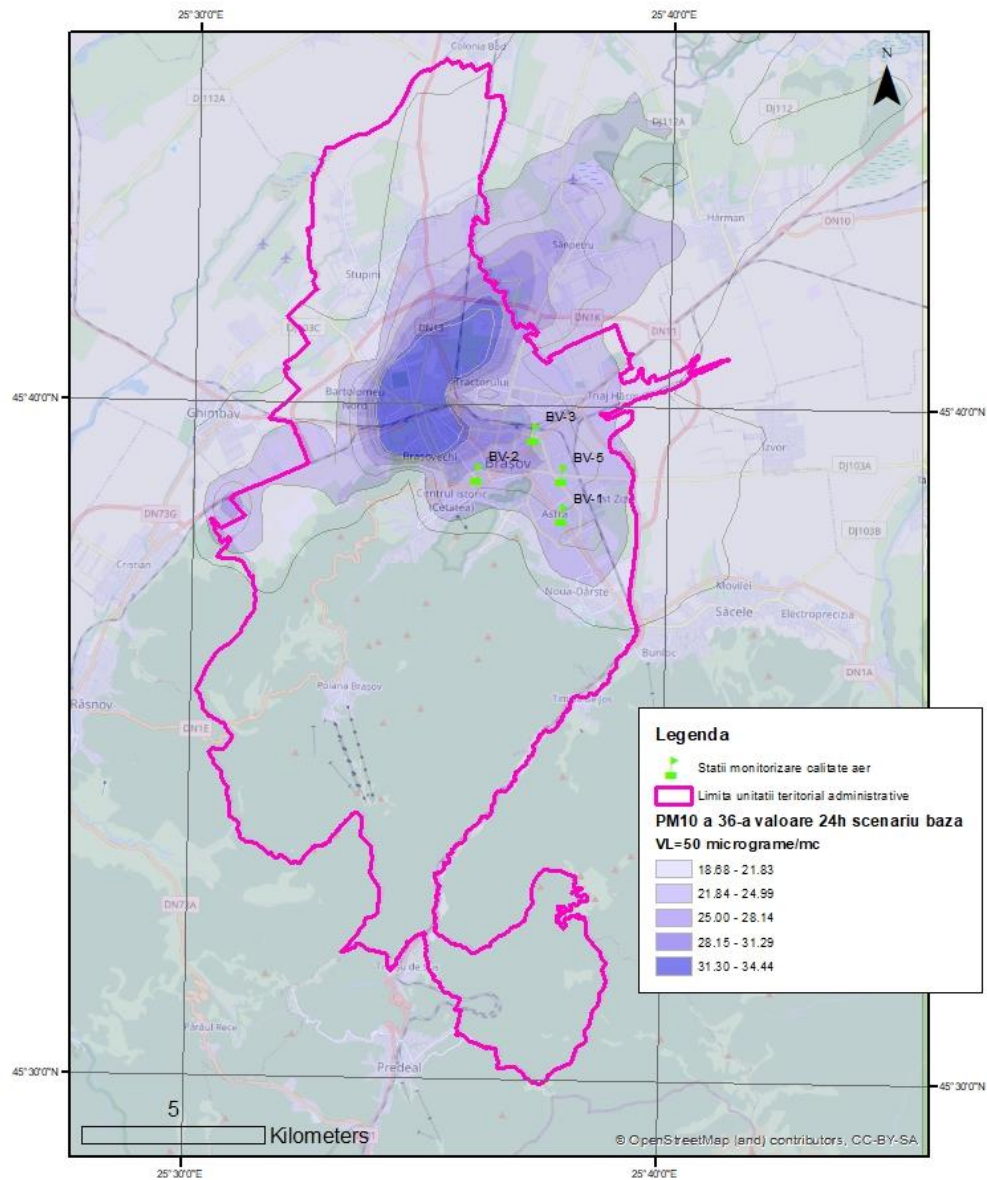 25°30'0"E
25°40'0"E
Colonia Bod
N
DJ112A
DJ112
DJ112A
Hărman
DN10
Sânpetru
Stupini
DN1K
DN11
DN13
Tractorului
Bartolomeu
Nord
Triaj Hărm
45°40'0"N
Ghimbav
45°40'0"N
BV-3
Izvor
Brașovechi
BV-2
Brașov
BV-5
DJ103A
Centrul istoric
(Cetatea)
BV-1
Astra
DN73G
DJ103B
Cristian
Noua-Dârste
Movilei
Săcele
Electroprecizia
Bunloc
Poiana Brașov
DN1A
Râșnov
DN1E
Legenda
Statii monitorizare calitate aer
Limita unitatii teritorial administrative
PM10 a 36-a valoare 24h scenariu baza
VL=50 micrograme/mc
18.68 - 21.83
21.84 - 24.99
25.00 - 28.14
28.15 - 31.29
31.30 - 34.44
DN73A
Pârâul Rece
Predeal
45°30'0"N
45°30'0"N
5
Kilometers
© OpenStreetMap (and) contributors, CC-BY-SA
25°30'0"E
25°40'0"E